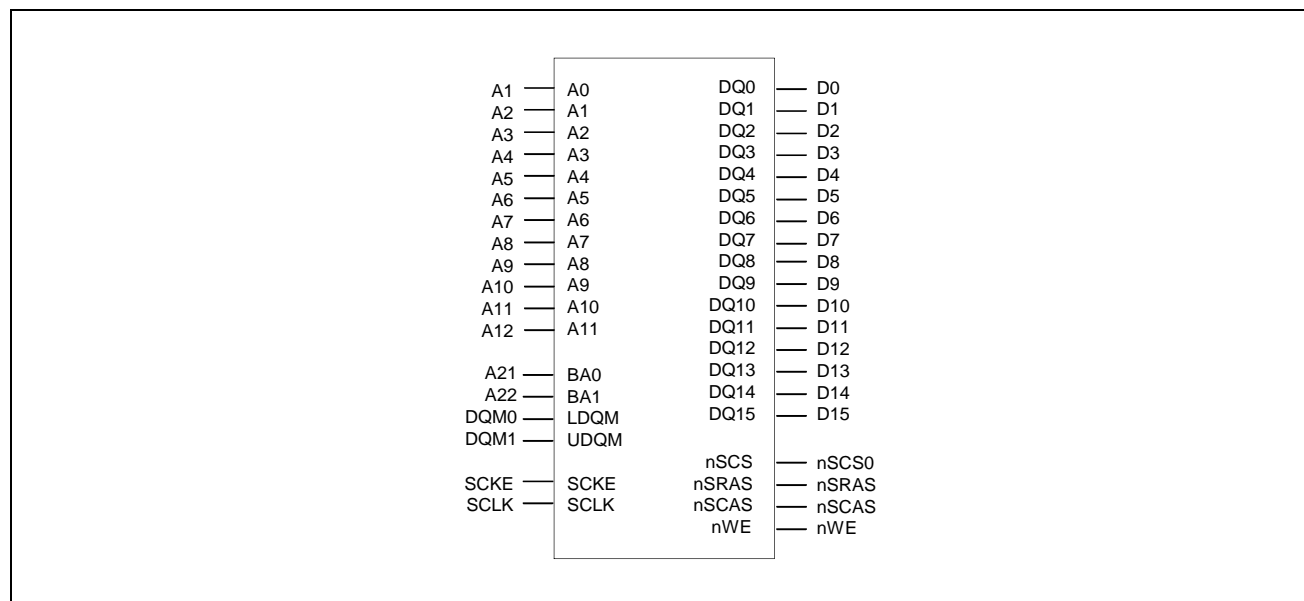 A1 A0 DQ0 D0
A2 A1 DQ1 D1
A3 A2 DQ2 D2
A4 A3 DQ3 D3
A5 A4 DQ4 D4
A6 A5 DQ5 D5
A7 A6 DQ6 D6
A8 A7 DQ7 D7
A9 A8 DQ8 D8
A10 A9 DQ9 D9
A11 A10 DQ10 D10
A12 A11 DQ11 D11
DQ12 D12
A21 BA0 DQ13 D13
A22 BA1 DQ14 D14
DQM0 LDQM DQ15 D15
DQM1 UDQM
nSCS nSCS0
SCKE SCKE nSRAS nSRAS
SCLK SCLK nSCAS nSCAS
nWE nWE